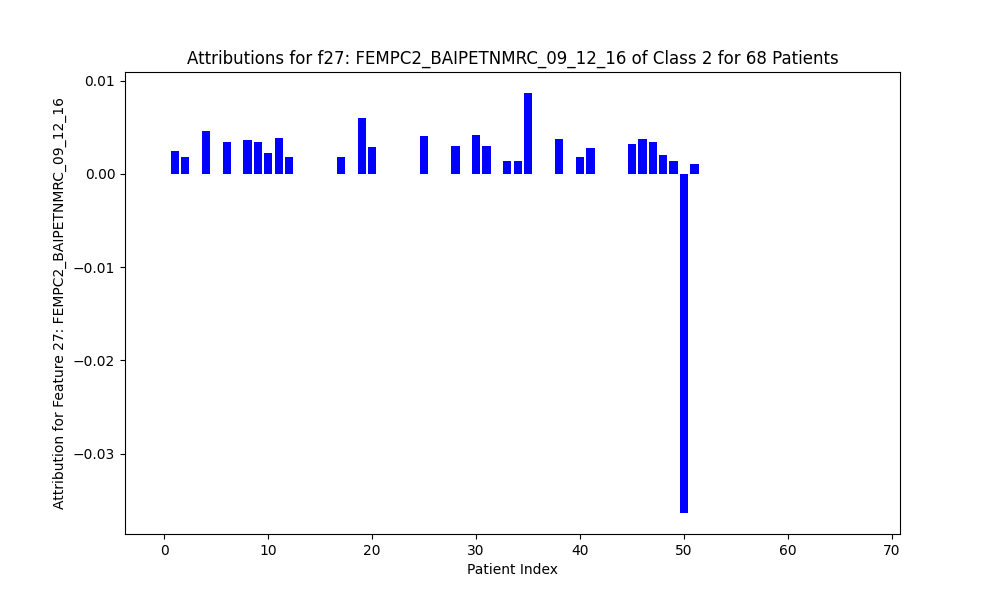 Attributions for f27: FEMPC2_BAIPETNMRC_09_12_16 of Class 2 for 68 Patients
Attribution for Feature 27: FEMPC2_BAIPETNMRC_09_12_16
0.01
0.00
−0.01
−0.02
−0.03
0 10 20 30 40 50 60 70
Patient Index